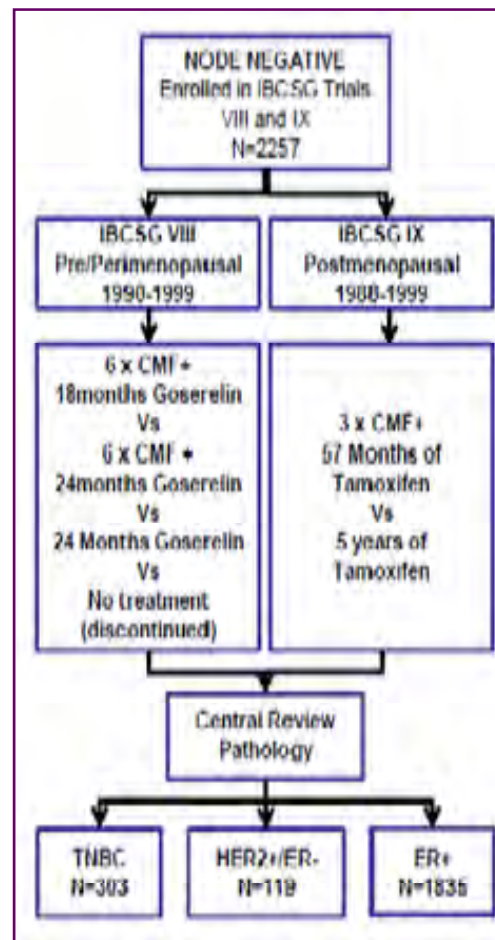 NODE NEGATIVE
Enrolled in IBCSG Trials
VIII and IX
N=2257
IBCSG VIII
Pre/Perimenopausal
1990-1999
IBCSG IX
Postmenopausal
1988-1999
6 x CMF+
18months Goserelin
Vs
6 x CMF +
24months Goserelin
Vs
24 Months Goserelin
Vs
No treatment
(discontinued)
3 x CMF+
57 Months of
Tamoxifen
Vs
5 years of
Tamoxifen
Central Review
Pathology
TNBC
N=303
HER2+/ER-
N=119
ER+
N=1835